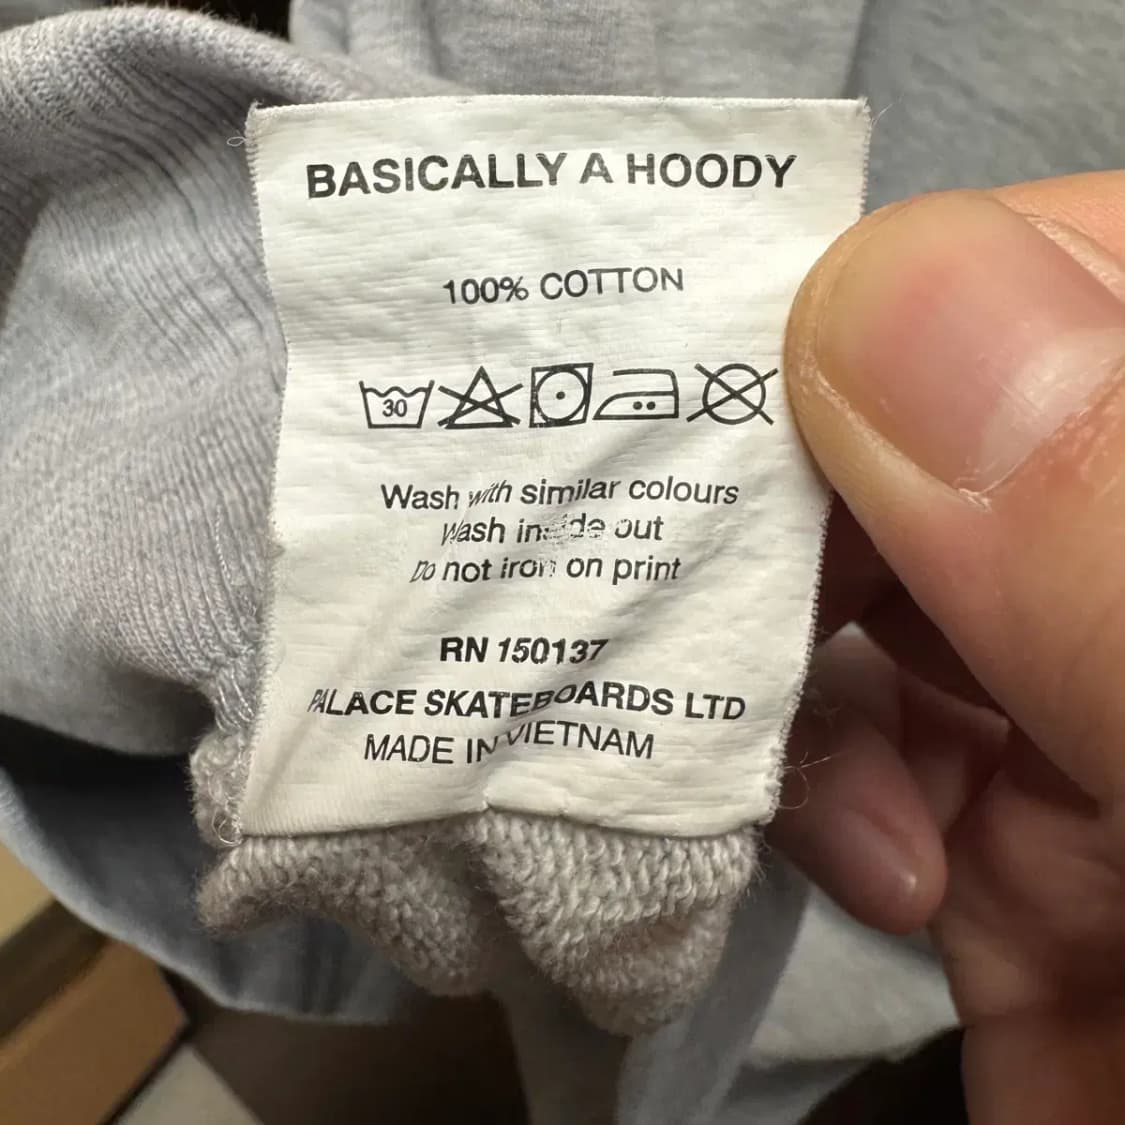 BASICALLY A HOODY
100% COTTON
30
Wash with similar colours
Wash inside out
Do not iron on print
RN 150137
PALACE SKATEBOARDS LTD
MADE IN VIETNAM